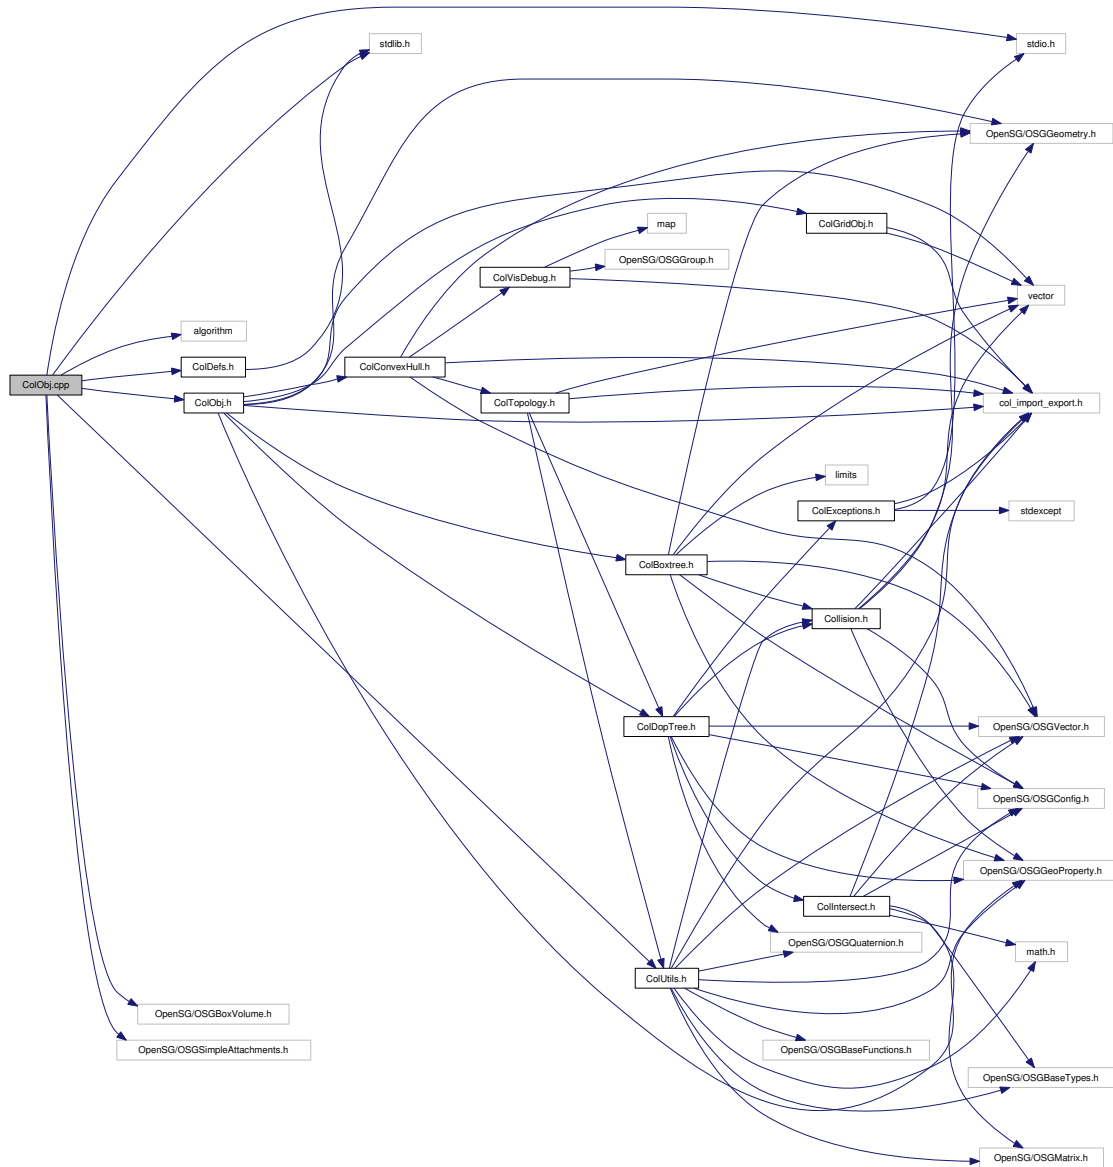 stdlib.h
stdio.h
OpenSG/OSGGeometry.h
map
ColGridObj.h
OpenSG/OSGGroup.h
ColVisDebug.h
vector
algorithm
ColDefs.h
ColConvexHull.h
ColObj.cpp
ColObj.h
ColTopology.h
col_import_export.h
limits
ColExceptions.h
stdexcept
ColBoxtree.h
Collision.h
ColDopTree.h
OpenSG/OSGVector.h
OpenSG/OSGConfig.h
OpenSG/OSGGeoProperty.h
ColIntersect.h
OpenSG/OSGQuaternion.h
math.h
ColUtils.h
OpenSG/OSGBoxVolume.h
OpenSG/OSGSimpleAttachments.h
OpenSG/OSGBaseFunctions.h
OpenSG/OSGBaseTypes.h
OpenSG/OSGMatrix.h